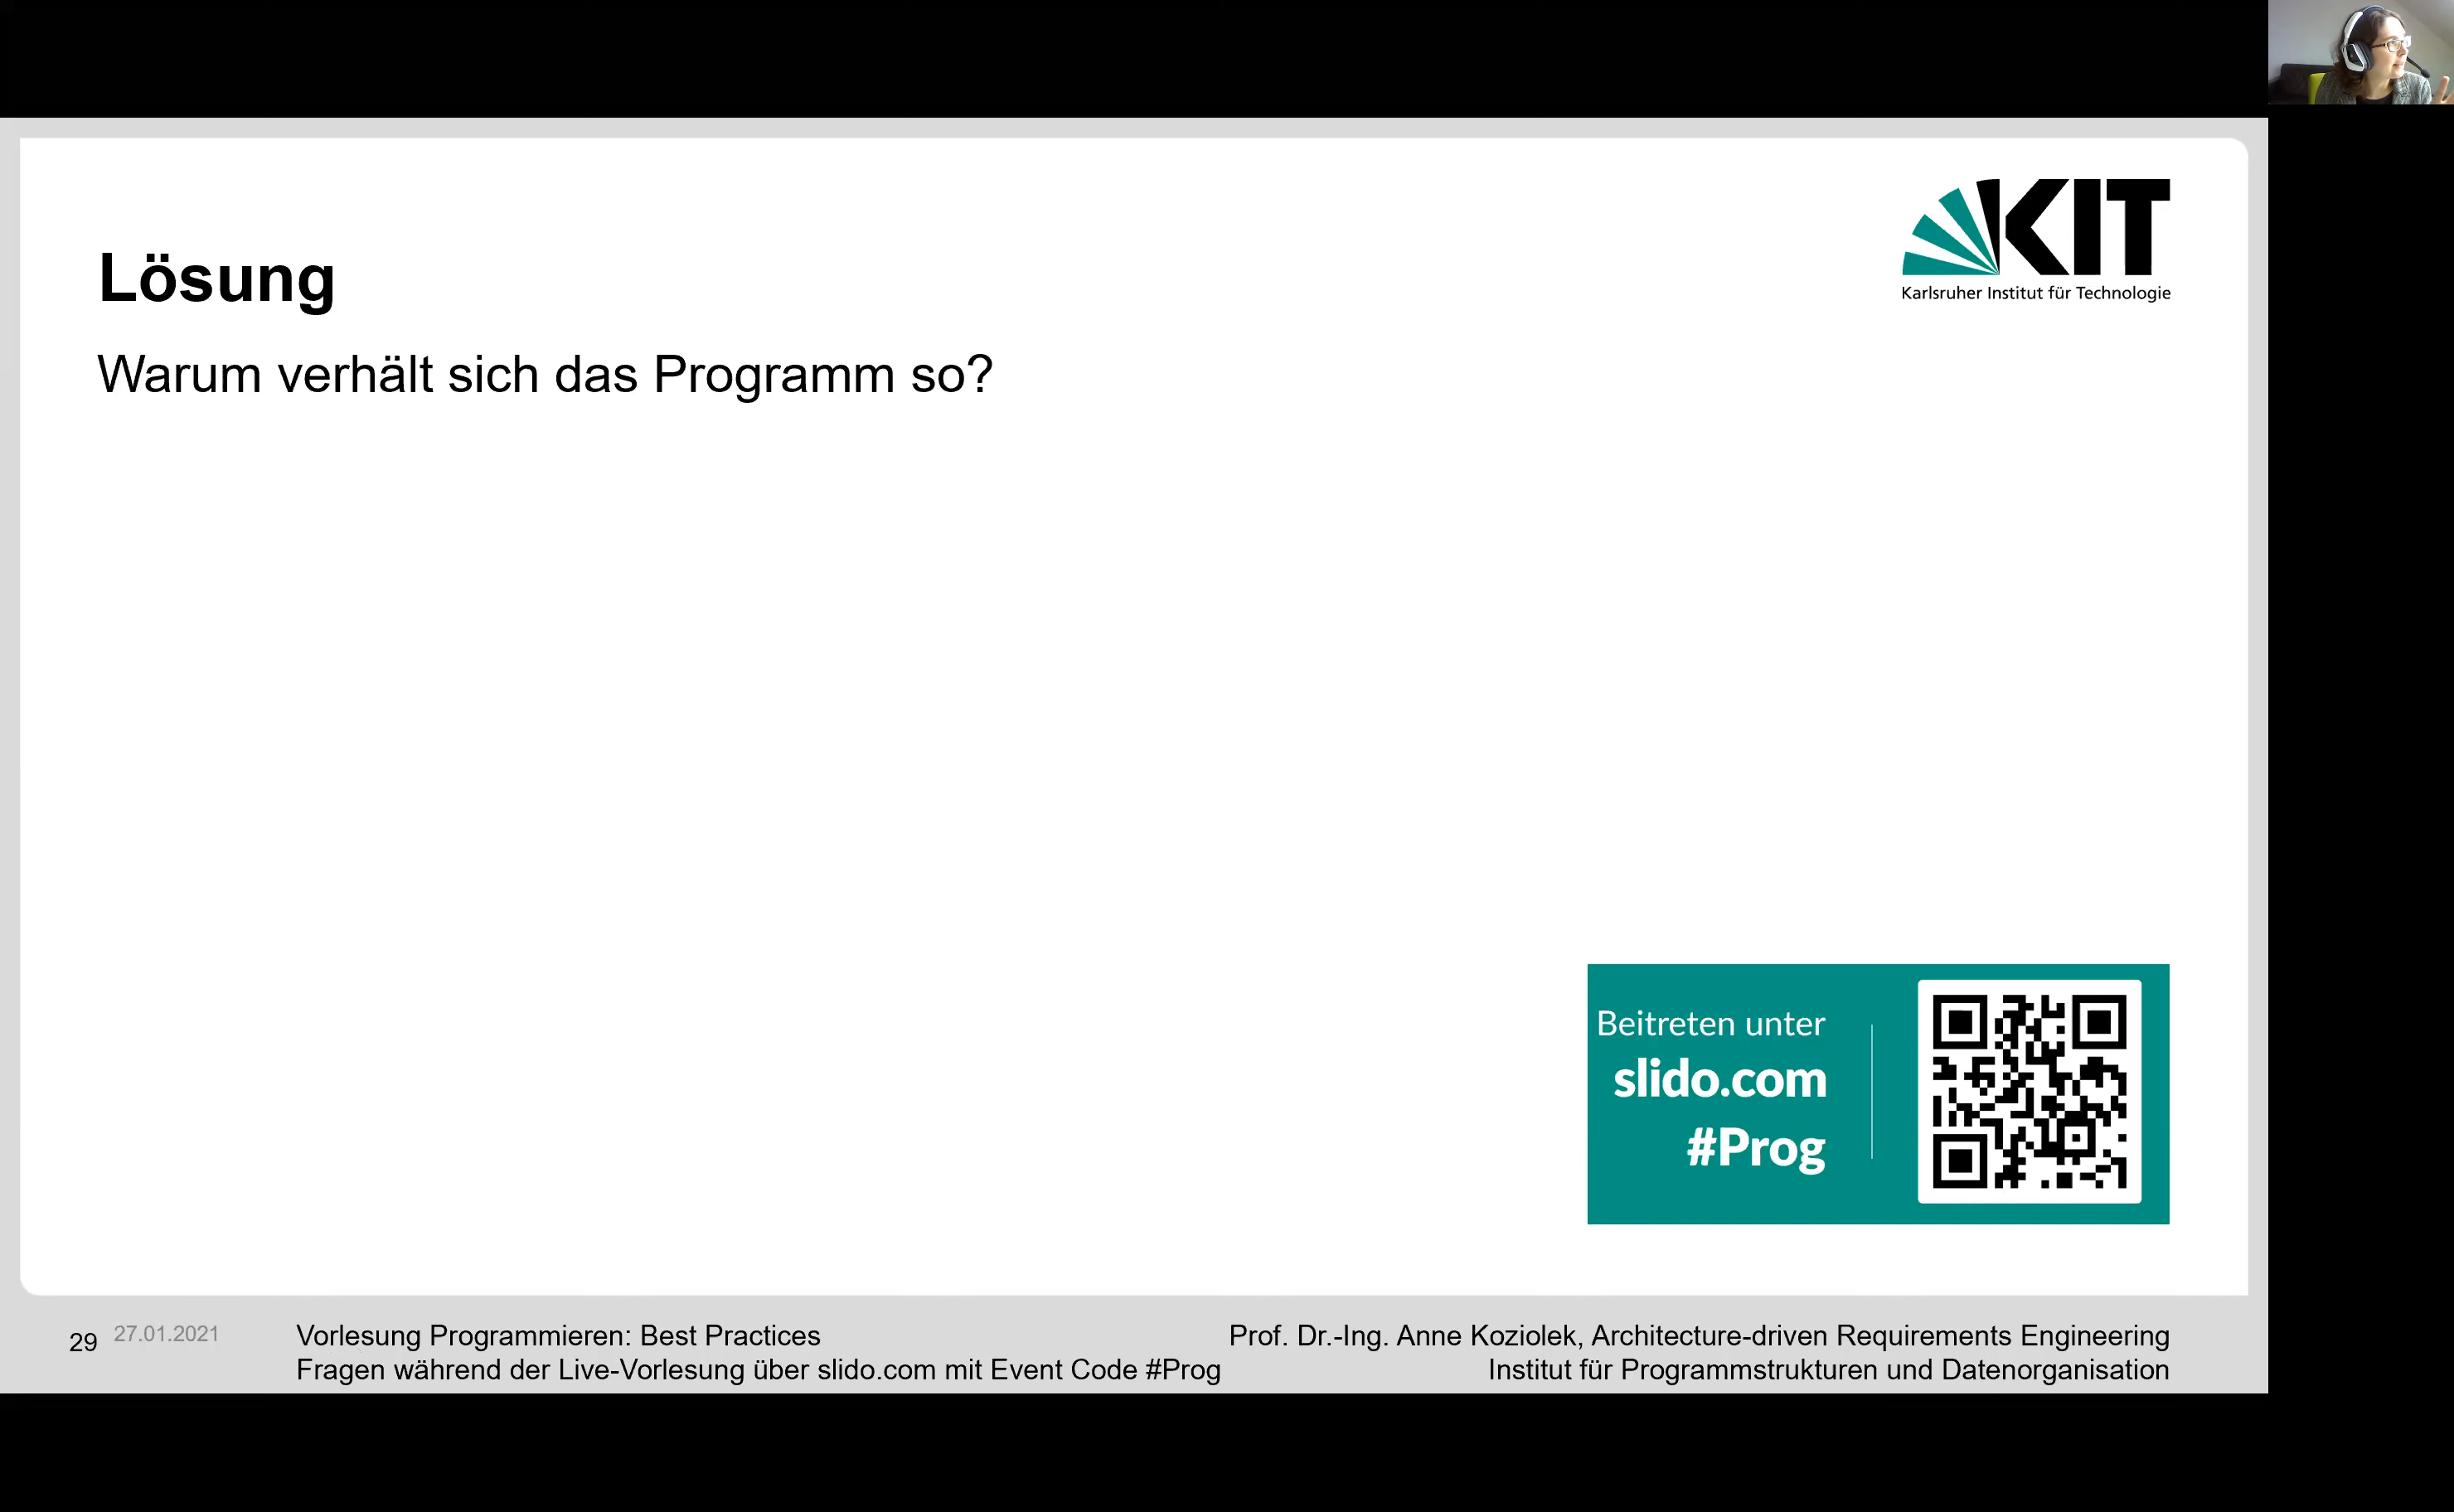 KIT
Karlsruher Institut für Technologie
Lösung
Warum verhält sich das Programm so?
Beitreten unter
slido.com
#Prog
29 27.01.2021
Vorlesung Programmieren: Best Practices
Fragen während der Live-Vorlesung über slido.com mit Event Code #Prog
Prof. Dr.-Ing. Anne Koziolek, Architecture-driven Requirements Engineering
Institut für Programmstrukturen und Datenorganisation